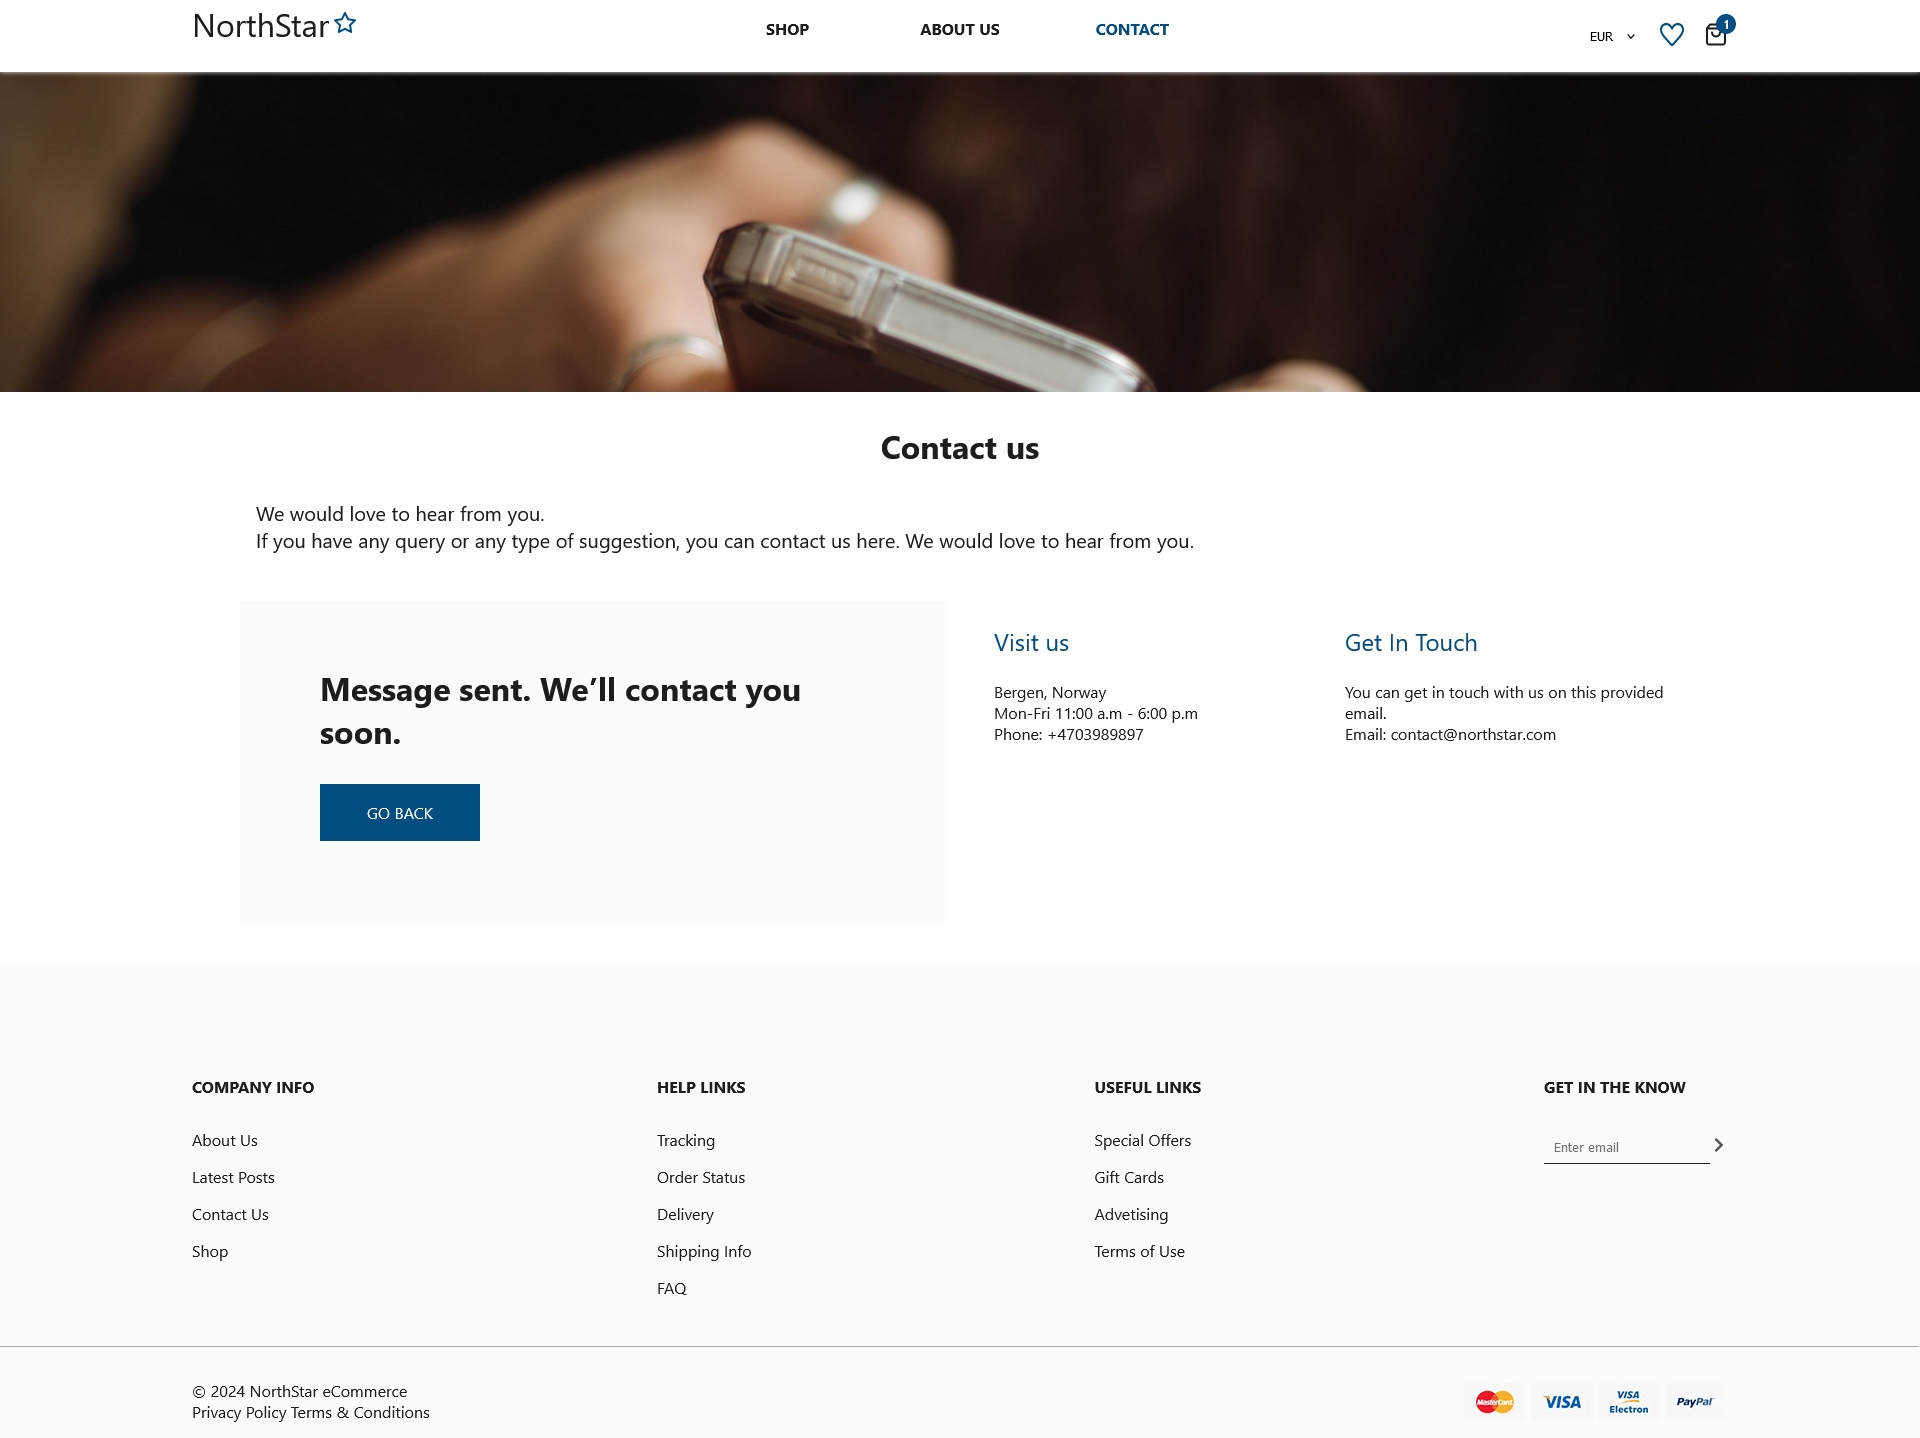 NorthStar
SHOP
ABOUT US
CONTACT
EUR
1
Contact us
We would love to hear from you.
If you have any query or any type of suggestion, you can contact us here. We would love to hear from you.
Message sent. We’ll contact you
soon.
GO BACK
Visit us
Bergen, Norway
Mon-Fri 11:00 a.m - 6:00 p.m
Phone: +4703989897
Get In Touch
You can get in touch with us on this provided
email.
Email: contact@northstar.com
COMPANY INFO
About Us
Latest Posts
Contact Us
Shop
HELP LINKS
Tracking
Order Status
Delivery
Shipping Info
FAQ
USEFUL LINKS
Special Offers
Gift Cards
Advetising
Terms of Use
GET IN THE KNOW
Enter email
© 2024 NorthStar eCommerce
Privacy Policy Terms & Conditions
MasterCard
VISA
VISA
Electron
PayPal